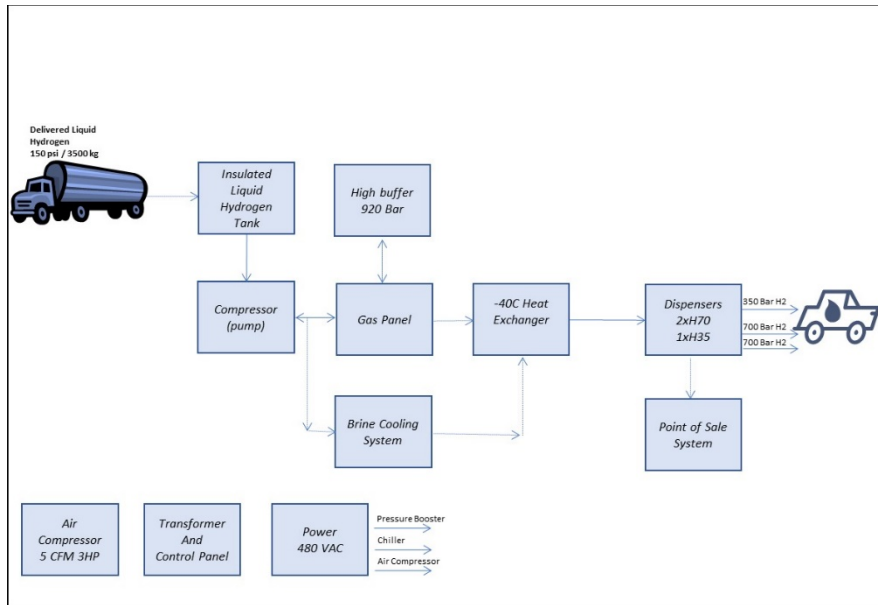 Delivered Liquid
Hydrogen
150 psi / 3500 kg
Insulated
Liquid
Hydrogen
Tank
High buffer
920 Bar
Compressor
(pump)
Gas Panel
-40C Heat
Exchanger
Dispensers
2xH70
1xH35
350 Bar H2
700 Bar H2
700 Bar H2
Brine Cooling
System
Point of Sale
System
Air
Compressor
5 CFM 3HP
Transformer
And
Control Panel
Power
480 VAC
Pressure Booster
Chiller
Air Compressor